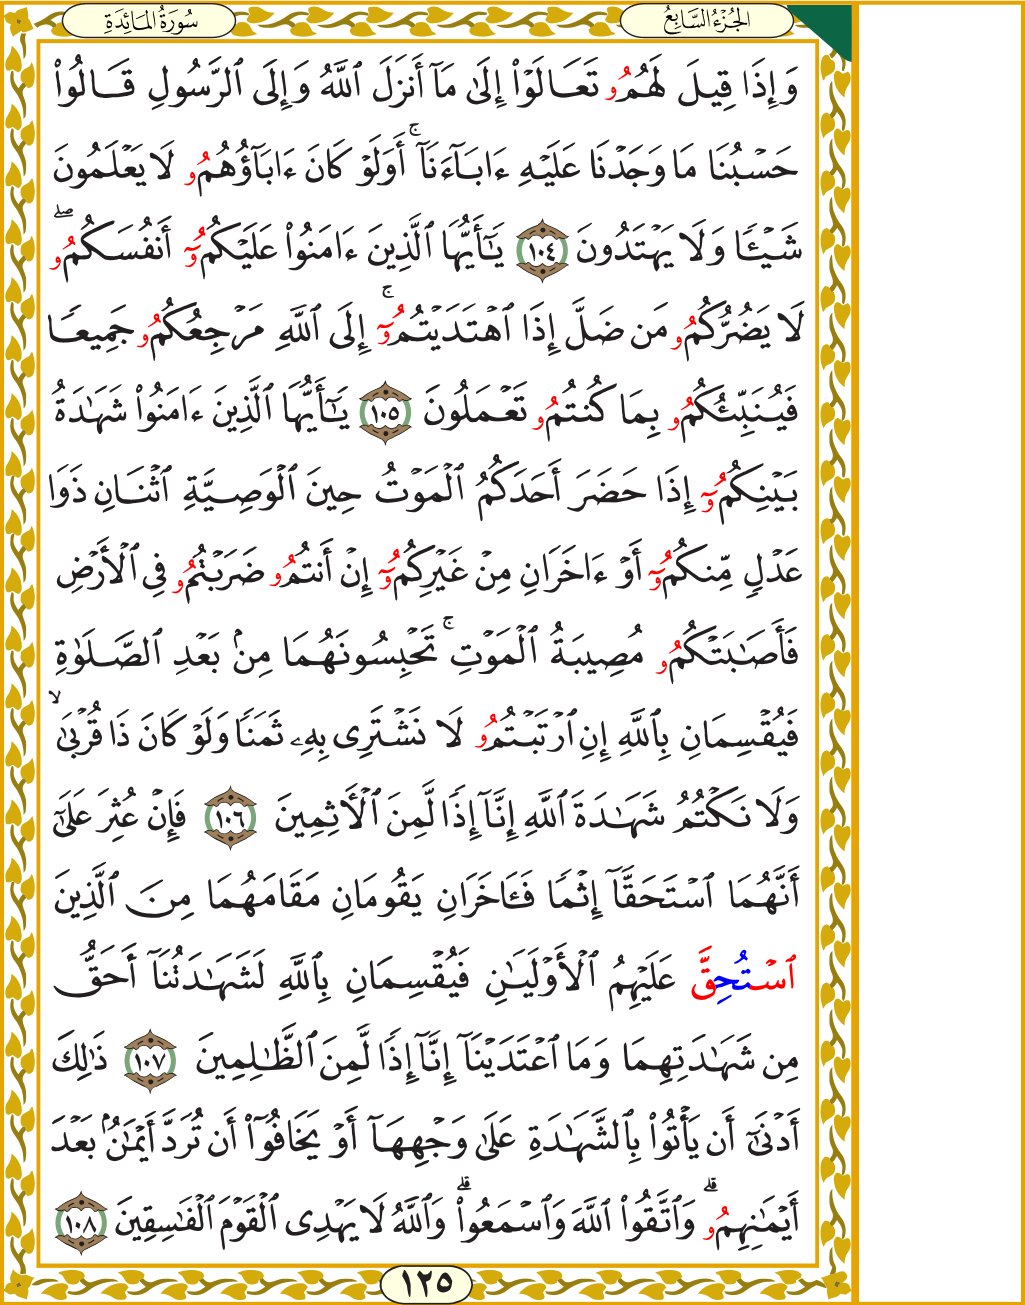 الجُزْءُ السَّابِعُ سُورَةُ المَائِدَةِ
وَإِذَا قِيلَ لَهُمُۥ تَعَالَوْا۟ إِلَىٰ مَآ أَنزَلَ ٱللَّهُ وَإِلَى ٱلرَّسُولِ قَالُوا۟
حَسْبُنَا مَا وَجَدْنَا عَلَيْهِ ءَابَآءَنَآ ۚ أَوَلَوْ كَانَ ءَابَآؤُهُمُۥ لَا يَعْلَمُونَ
شَيْـًٔا وَلَا يَهْتَدُونَ ١٠٤ يَـٰٓأَيُّهَا ٱلَّذِينَ ءَامَنُوا۟ عَلَيْكُمُۥٓ أَنفُسَكُمُۥ ۖ
لَا يَضُرُّكُمُۥ مَن ضَلَّ إِذَا ٱهْتَدَيْتُمُۥٓ ۚ إِلَى ٱللَّهِ مَرْجِعُكُمُۥ جَمِيعًا
فَيُنَبِّئُكُمُۥ بِمَا كُنتُمُۥ تَعْمَلُونَ ١٠٥ يَـٰٓأَيُّهَا ٱلَّذِينَ ءَامَنُوا۟ شَهَـٰدَةُ
بَيْنِكُمُۥٓ إِذَا حَضَرَ أَحَدَكُمُ ٱلْمَوْتُ حِينَ ٱلْوَصِيَّةِ ٱثْنَانِ ذَوَا
عَدْلٍ مِّنكُمُۥٓ أَوْ ءَاخَرَانِ مِنْ غَيْرِكُمُۥٓ إِنْ أَنتُمُۥ ضَرَبْتُمُۥ فِى ٱلْأَرْضِ
فَأَصَـٰبَتْكُمُۥ مُصِيبَةُ ٱلْمَوْتِ ۚ تَحْبِسُونَهُمَا مِنۢ بَعْدِ ٱلصَّلَوٰةِ
فَيُقْسِمَانِ بِٱللَّهِ إِنِ ٱرْتَبْتُمُۥ لَا نَشْتَرِى بِهِۦ ثَمَنًا وَلَوْ كَانَ ذَا قُرْبَىٰ ۙ
وَلَا نَكْتُمُ شَهَـٰدَةَ ٱللَّهِ إِنَّآ إِذًا لَّمِنَ ٱلْـَٔاثِمِينَ ١٠٦ فَإِنْ عُثِرَ عَلَىٰٓ
أَنَّهُمَا ٱسْتَحَقَّآ إِثْمًا فَـَٔاخَرَانِ يَقُومَانِ مَقَامَهُمَا مِنَ ٱلَّذِينَ
ٱسْتُحِقَّ عَلَيْهِمُ ٱلْأَوْلَيَـٰنِ فَيُقْسِمَانِ بِٱللَّهِ لَشَهَـٰدَتُنَآ أَحَقُّ
مِن شَهَـٰدَتِهِمَا وَمَا ٱعْتَدَيْنَآ إِنَّآ إِذًا لَّمِنَ ٱلظَّـٰلِمِينَ ١٠٧ ذَٰلِكَ
أَدْنَىٰٓ أَن يَأْتُوا۟ بِٱلشَّهَـٰدَةِ عَلَىٰ وَجْهِهَآ أَوْ يَخَافُوٓا۟ أَن تُرَدَّ أَيْمَـٰنٌۢ بَعْدَ
أَيْمَـٰنِهِمُۥ ۗ وَٱتَّقُوا۟ ٱللَّهَ وَٱسْمَعُوا۟ ۗ وَٱللَّهُ لَا يَهْدِى ٱلْقَوْمَ ٱلْفَـٰسِقِينَ ١٠٨
١٢٥